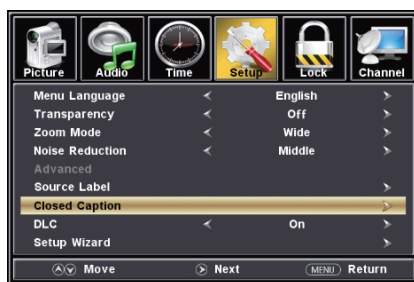 Picture Audio Time Setup Lock Channel
Menu Language English
Transparency Off
Zoom Mode Wide
Noise Reduction Middle
Advanced
Source Label
Closed Caption
DLC On
Setup Wizard
Move Next MENU Return